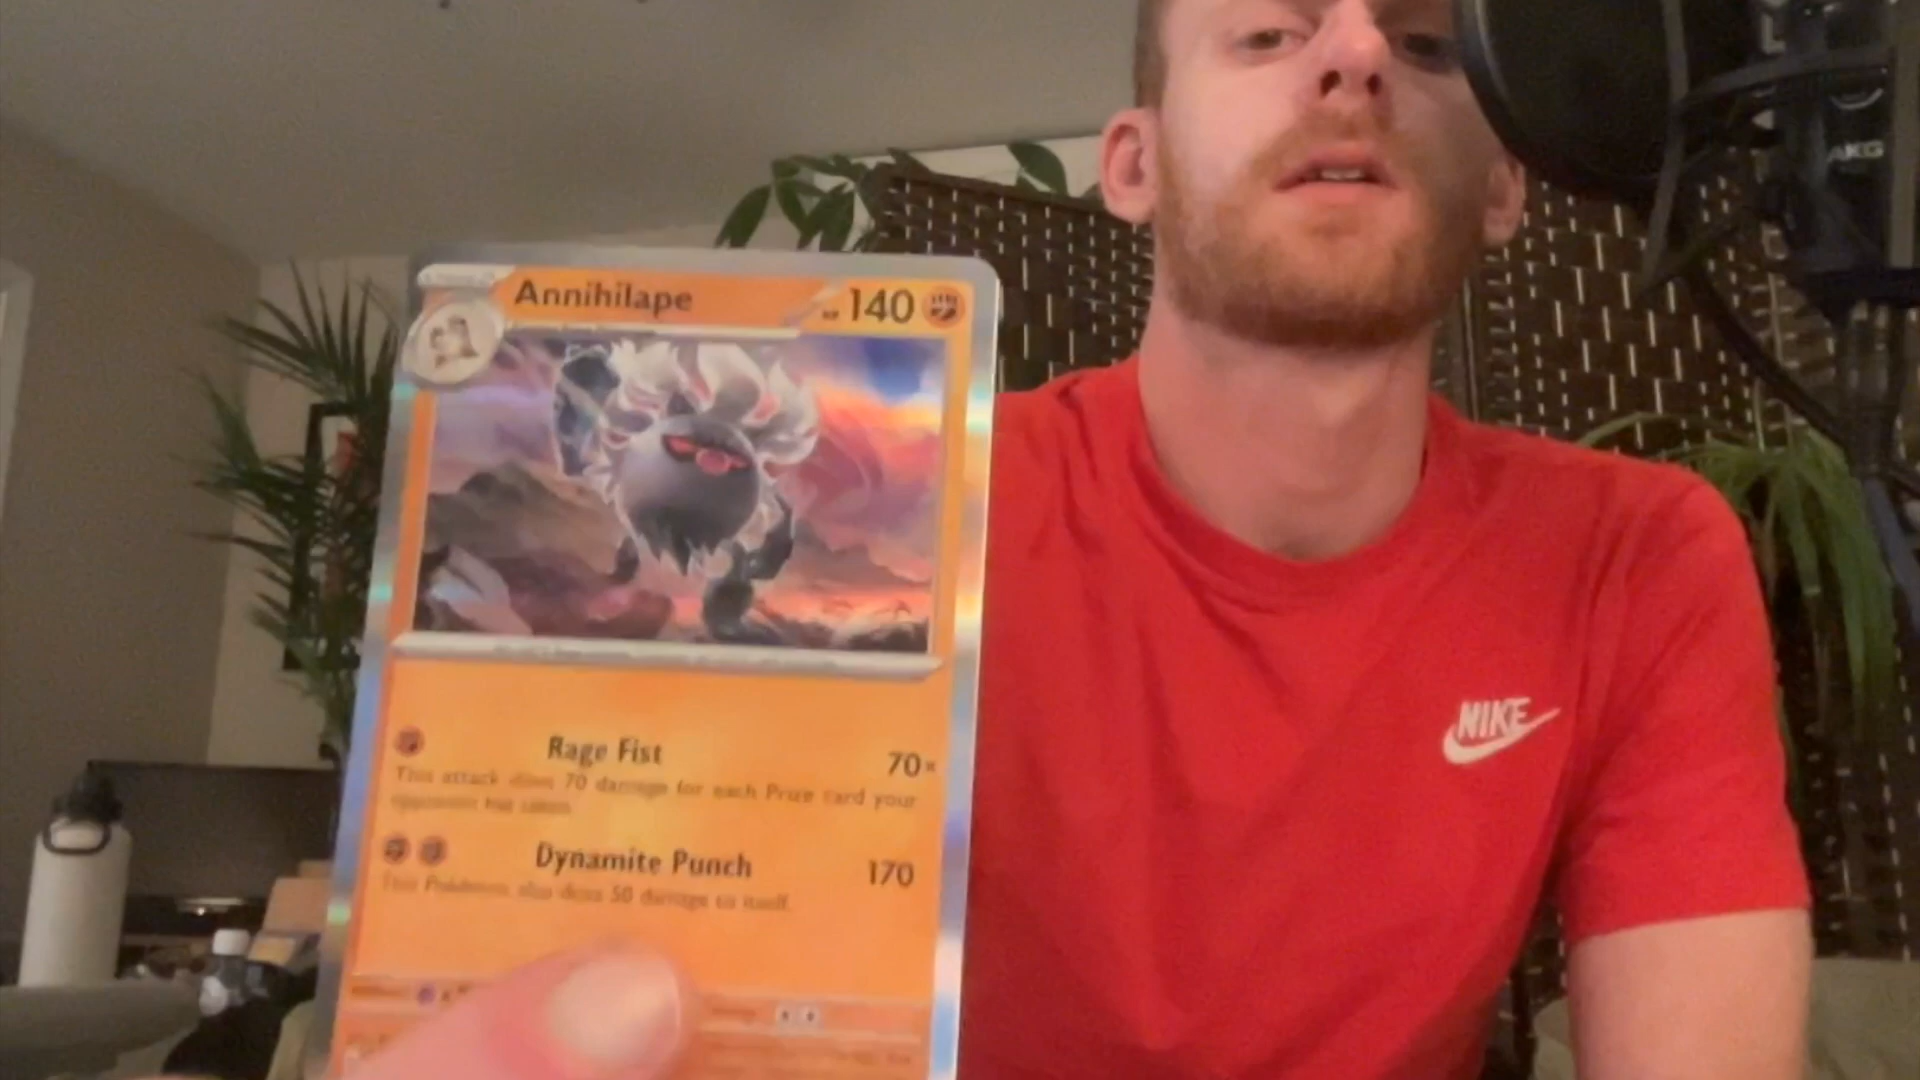 Annihilape
140
AKG
NIKE
Rage Fist 70×
This attack does 70 damage for each Prize card your
opponent has taken.
Dynamite Punch 170
This Pokémon also does 50 damage to itself.